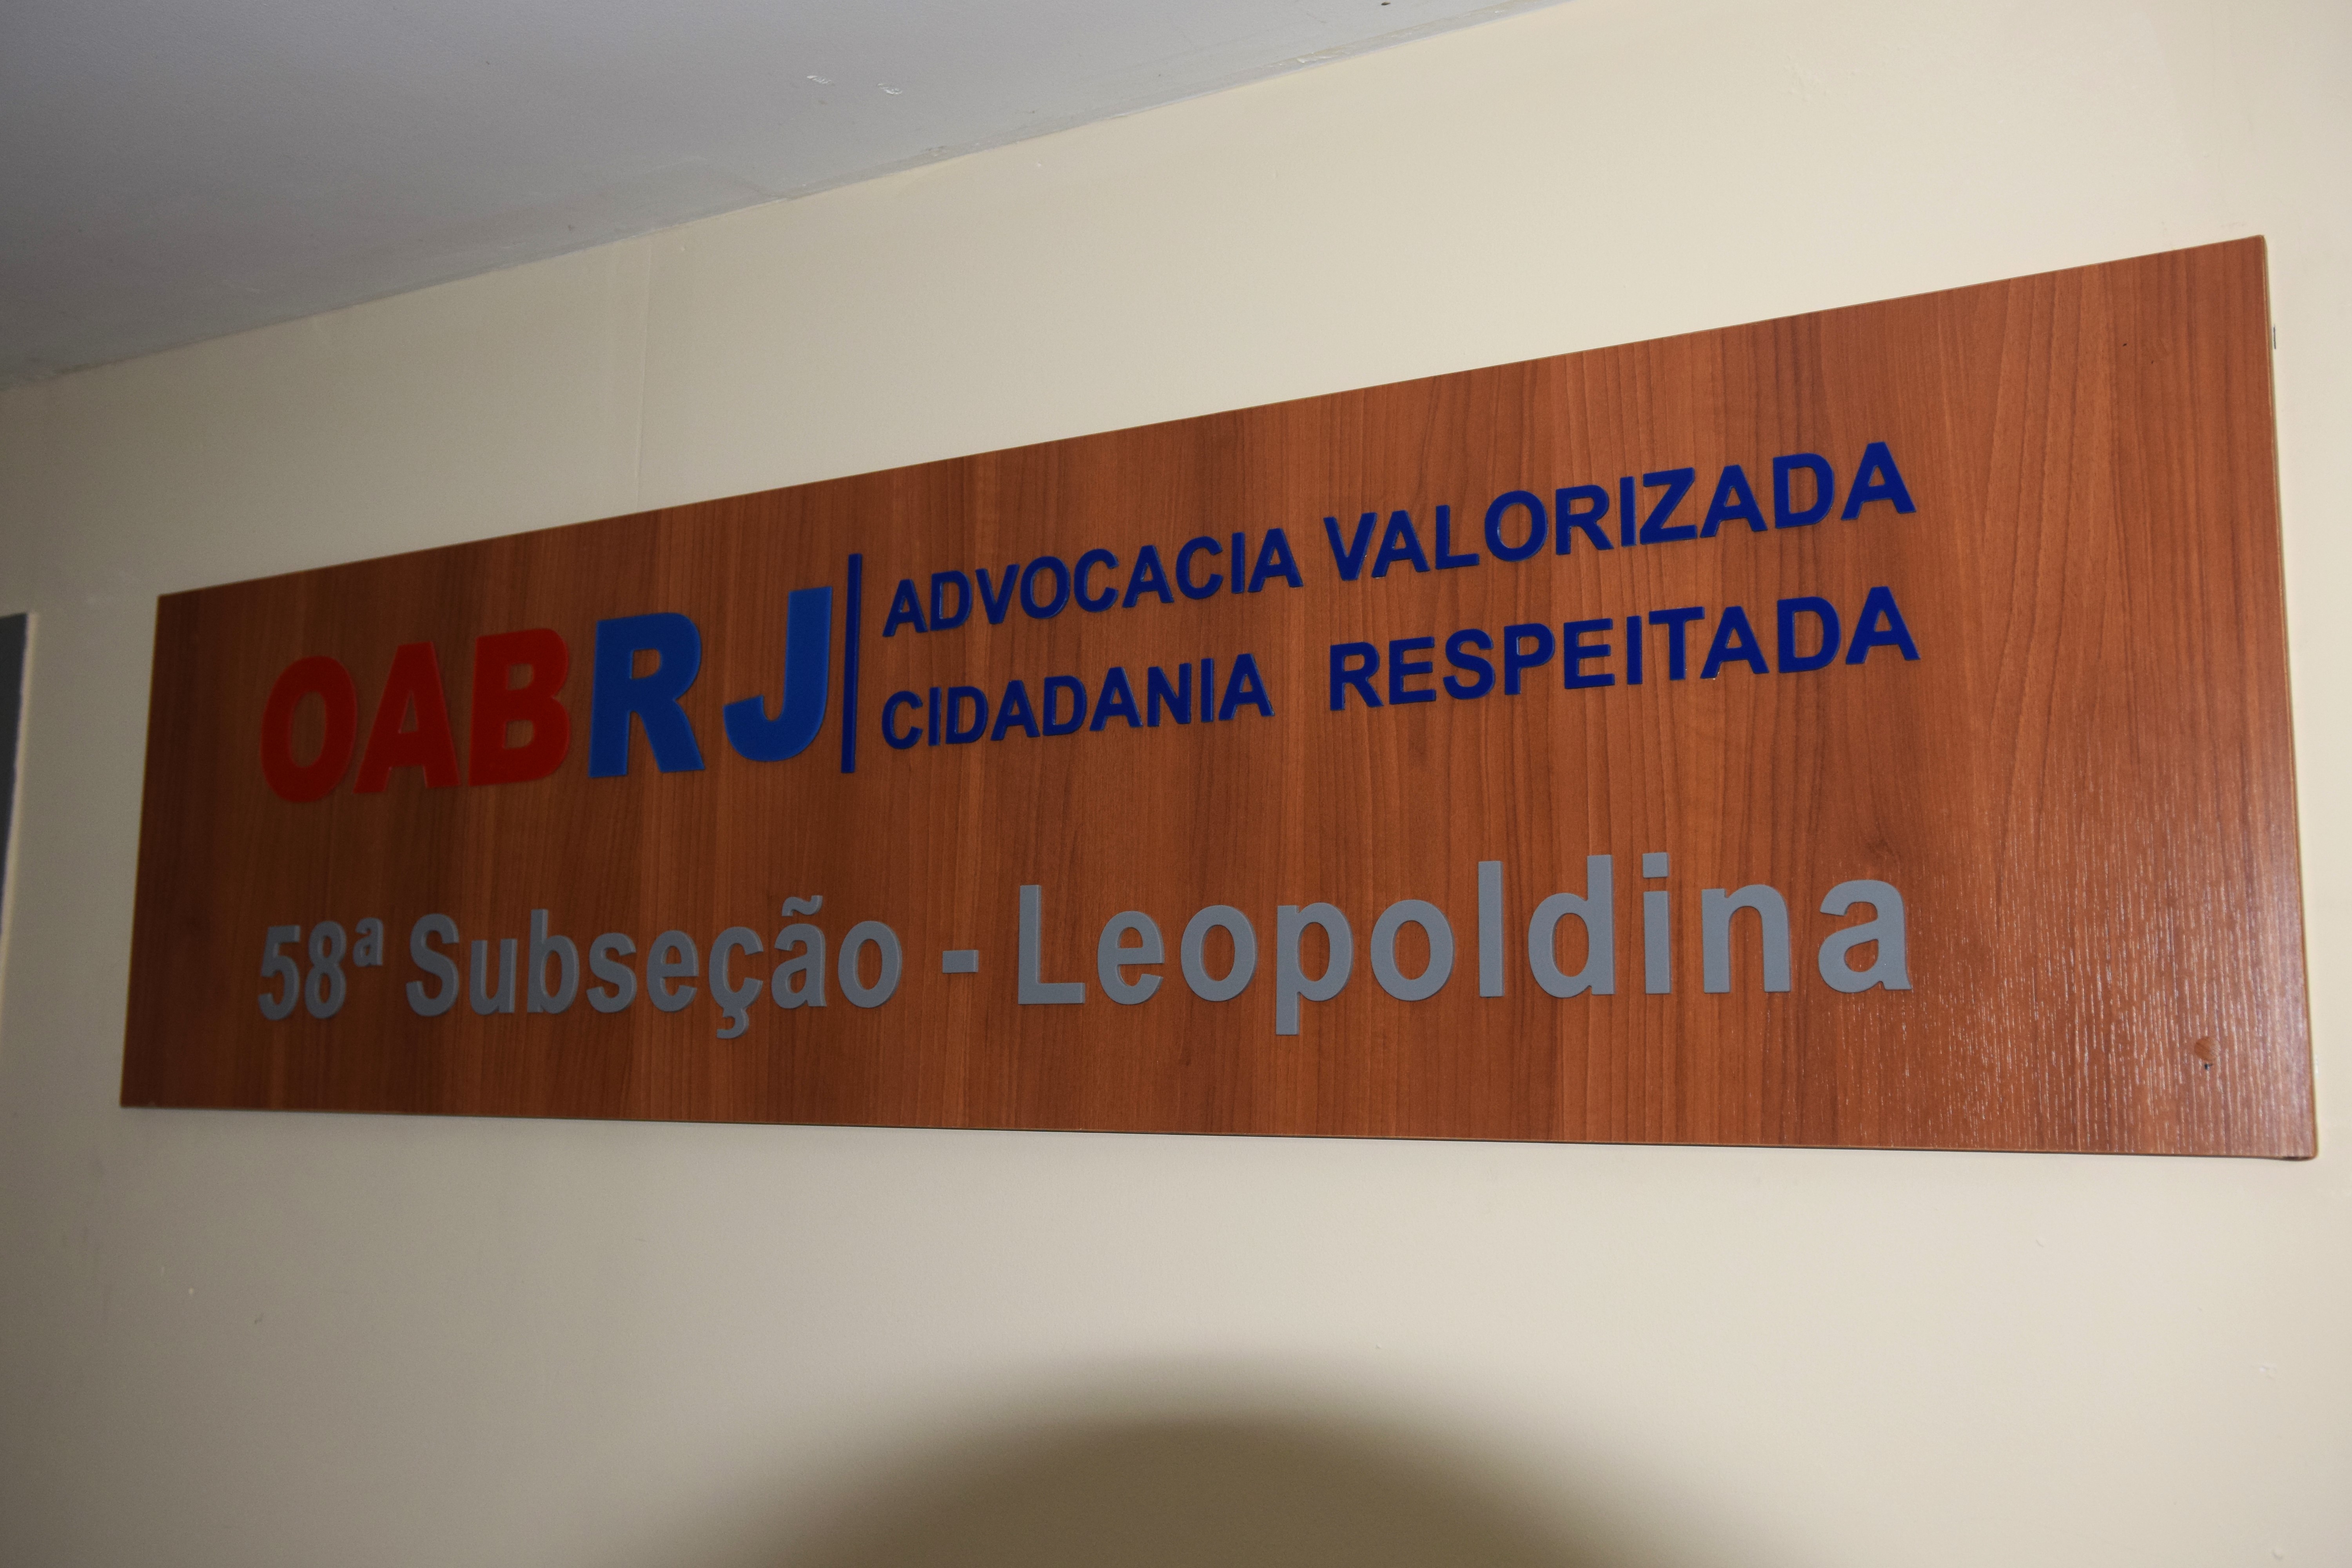 OABRJ
ADVOCACIA VALORIZADA
CIDADANIA RESPEITADA
58ª Subseção - Leopoldina